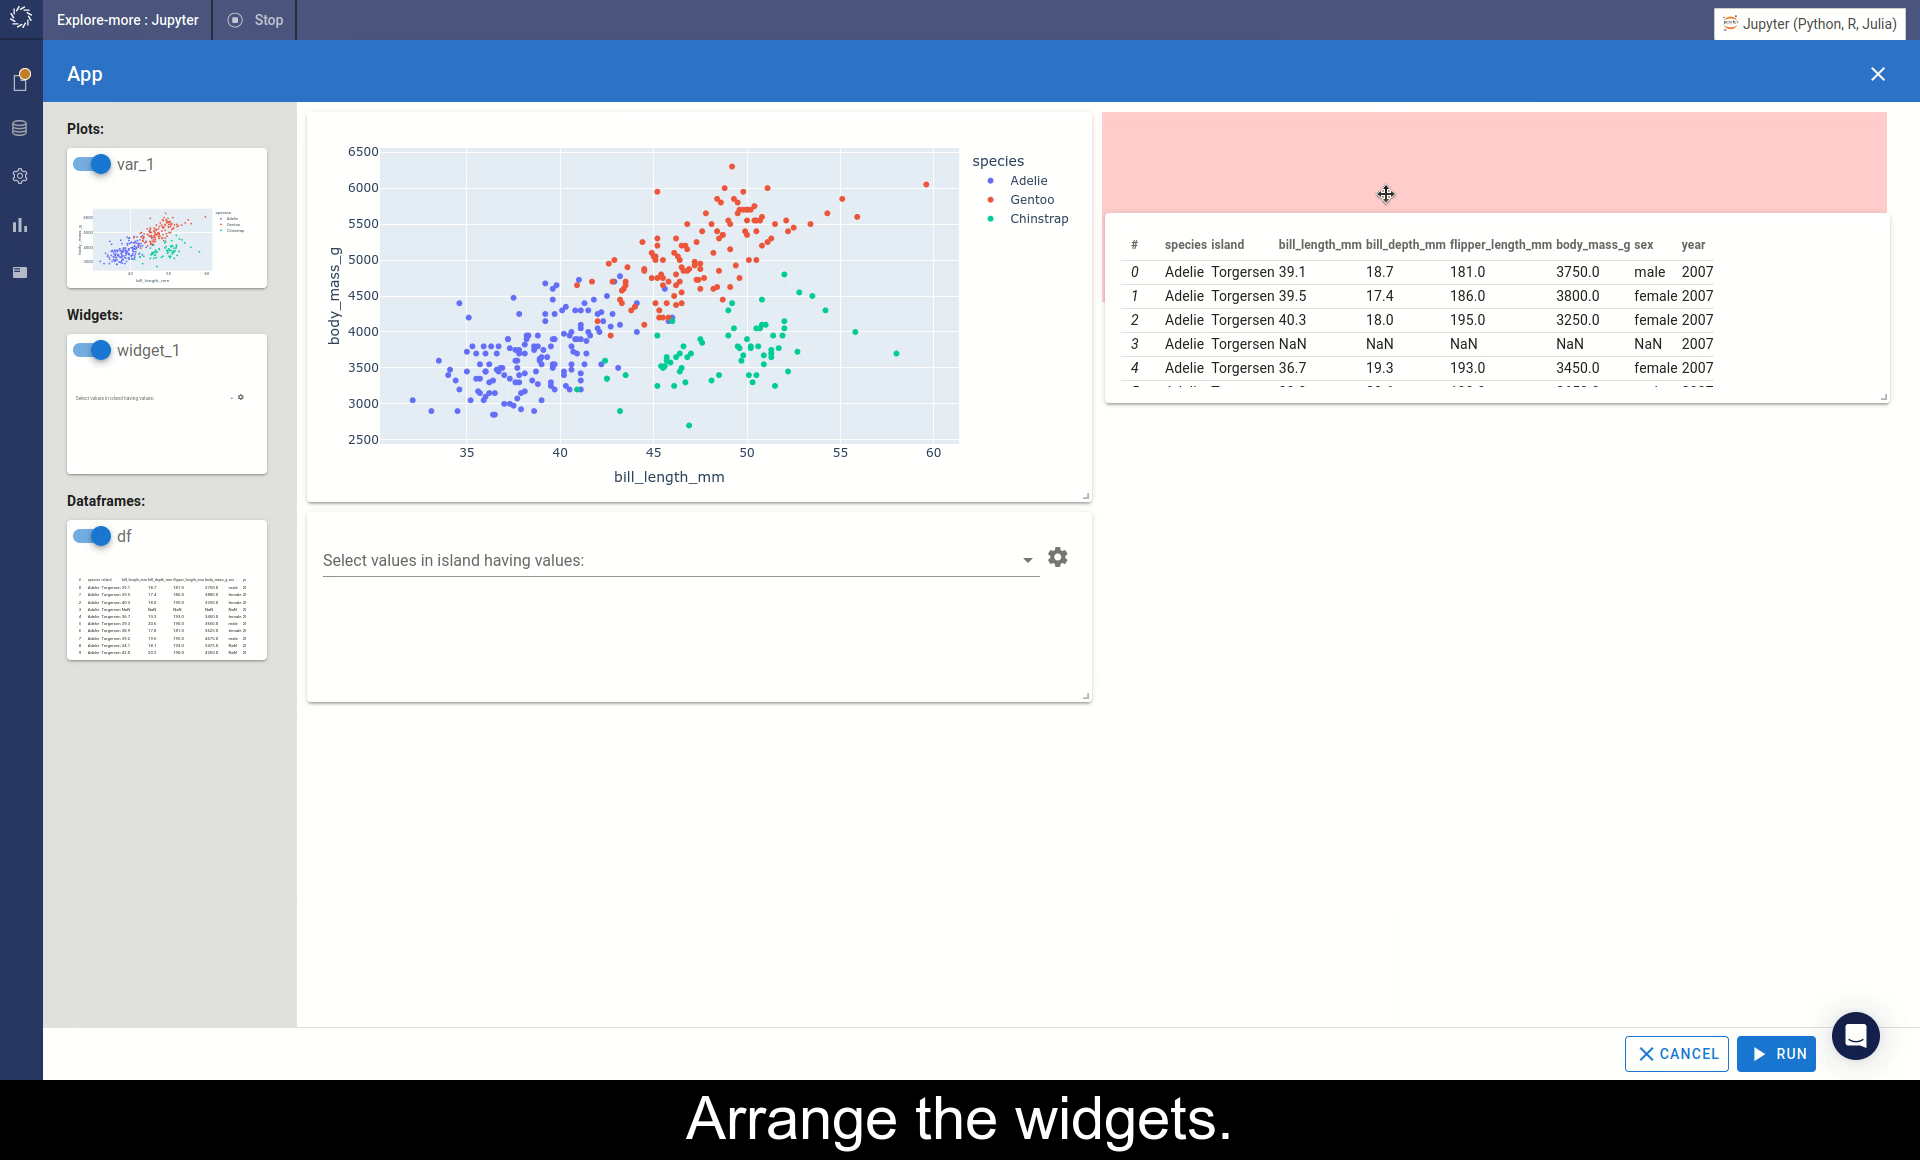 Explore-more : Jupyter
Stop
Jupyter (Python, R, Julia)
App
Plots:
var_1
Widgets:
widget_1
Select values in island having values:
Dataframes:
df
6500
6000
5500
5000
4500
4000
3500
3000
2500
body_mass_g
35 40 45 50 55 60
bill_length_mm
species
Adelie
Gentoo
Chinstrap
Select values in island having values:
# species island bill_length_mm bill_depth_mm flipper_length_mm body_mass_g sex year
0 Adelie Torgersen 39.1 18.7 181.0 3750.0 male 2007
1 Adelie Torgersen 39.5 17.4 186.0 3800.0 female 2007
2 Adelie Torgersen 40.3 18.0 195.0 3250.0 female 2007
3 Adelie Torgersen NaN NaN NaN NaN NaN 2007
4 Adelie Torgersen 36.7 19.3 193.0 3450.0 female 2007
CANCEL
RUN
Arrange the widgets.